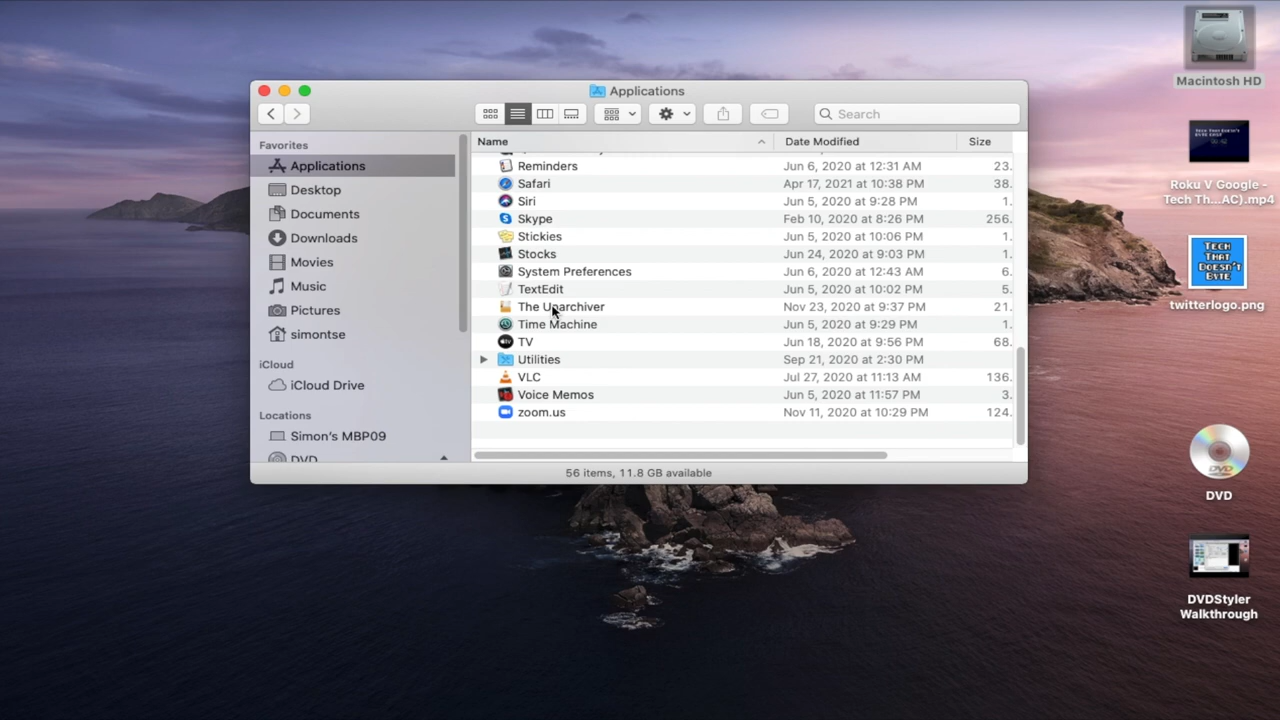 Applications
Search
Favorites
Applications
Desktop
Documents
Downloads
Movies
Music
Pictures
simontse
iCloud
iCloud Drive
Locations
Simon's MBP09
DVD
Name Date Modified Size
Reminders Jun 6, 2020 at 12:31 AM 23.
Safari Apr 17, 2021 at 10:38 PM 38.
Siri Jun 5, 2020 at 9:28 PM 1.
Skype Feb 10, 2020 at 8:26 PM 256.
Stickies Jun 5, 2020 at 10:06 PM 1.
Stocks Jun 24, 2020 at 9:03 PM 1.
System Preferences Jun 6, 2020 at 12:43 AM 6.
TextEdit Jun 5, 2020 at 10:02 PM 5.
The Unarchiver Nov 23, 2020 at 9:37 PM 21.
Time Machine Jun 5, 2020 at 9:29 PM 1.
TV Jun 18, 2020 at 9:56 PM 68.
Utilities Sep 21, 2020 at 2:30 PM
VLC Jul 27, 2020 at 11:13 AM 136.
Voice Memos Jun 5, 2020 at 11:57 PM 3.
zoom.us Nov 11, 2020 at 10:29 PM 124.
56 items, 11.8 GB available
Macintosh HD
Roku V Google -
Tech Th...AC).mp4
TECH
THAT
DOESN'T
BYTE
twitterlogo.png
DVD
DVD
DVDStyler
Walkthrough